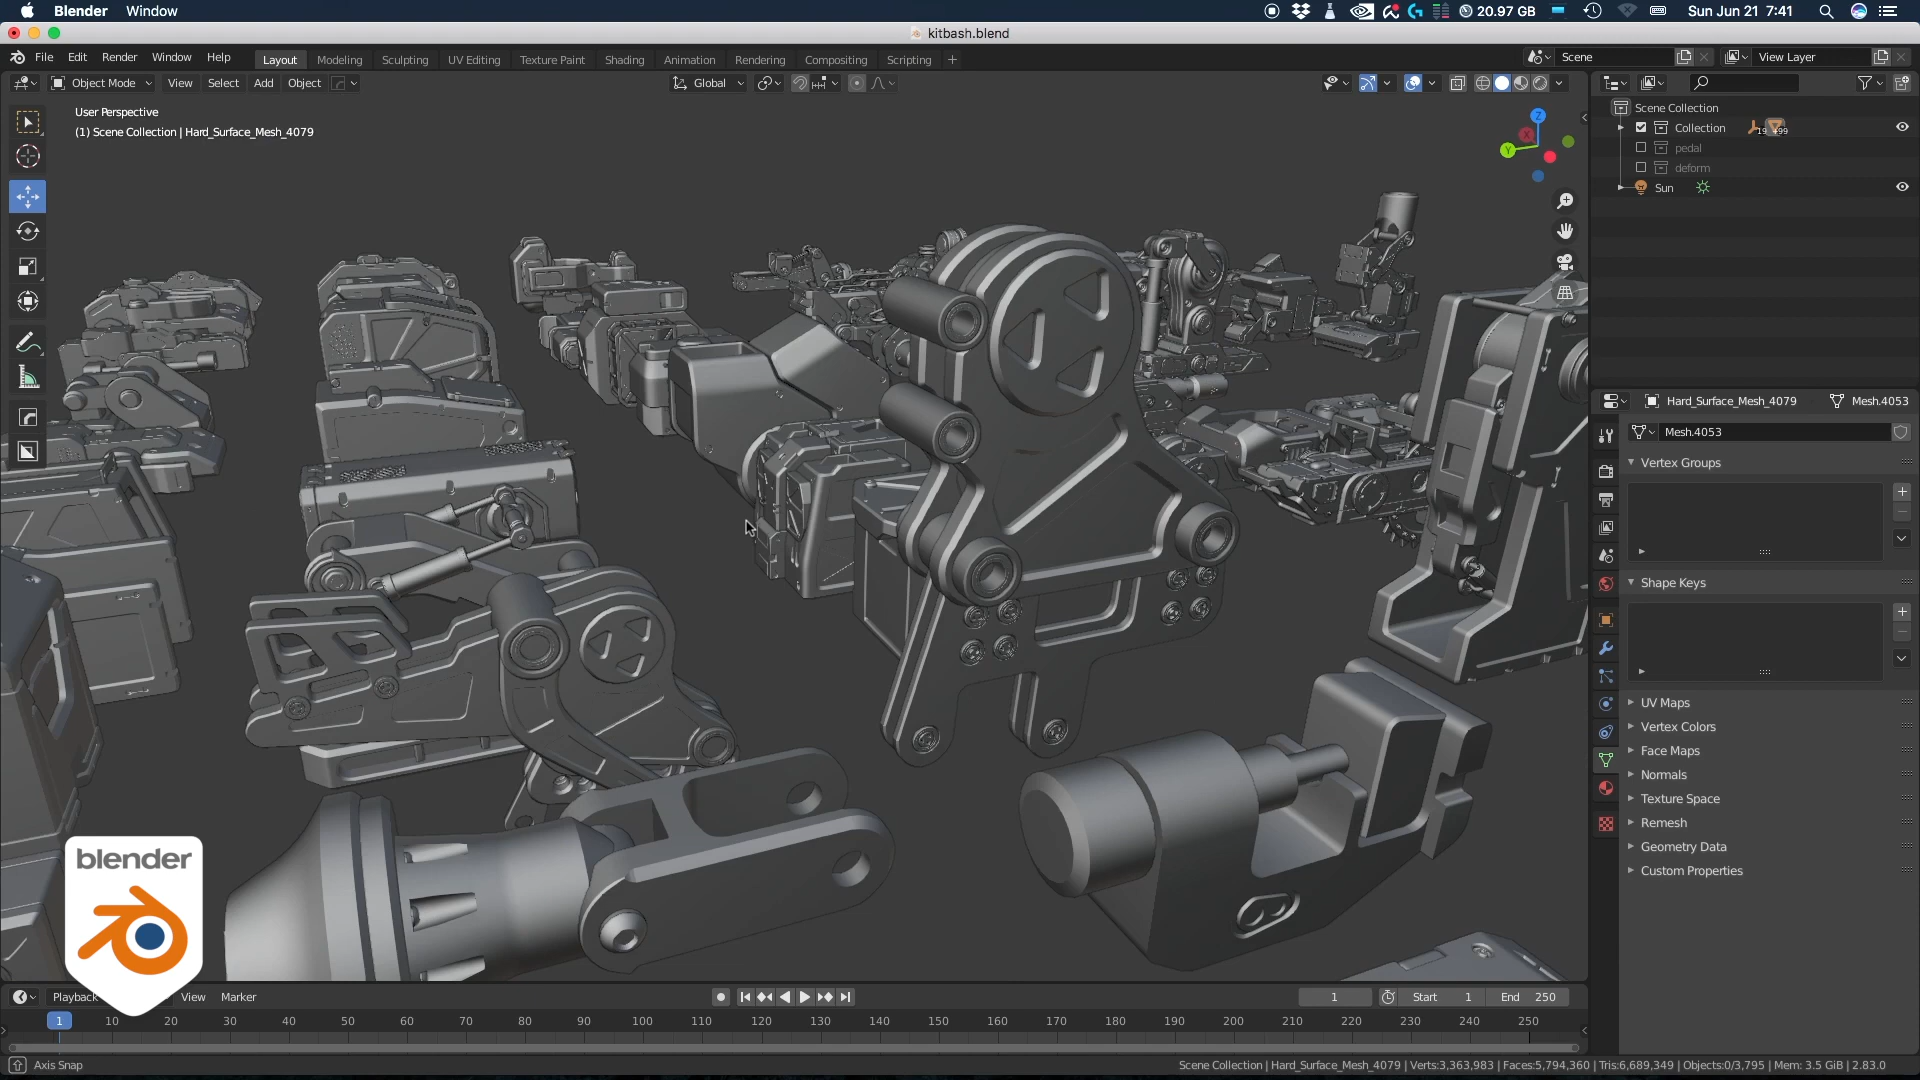 Blender Window 20.97 GB Sun Jun 21 7:41
kitbash.blend
File Edit Render Window Help Layout Modeling Sculpting UV Editing Texture Paint Shading Animation Rendering Compositing Scripting + Scene View Layer
Object Mode View Select Add Object Global
User Perspective
(1) Scene Collection | Hard_Surface_Mesh_4079
Z
X
Y
Scene Collection
Collection 19 499
pedal
deform
Sun
Hard_Surface_Mesh_4079 Mesh.4053
Mesh.4053
Vertex Groups
Shape Keys
UV Maps
Vertex Colors
Face Maps
Normals
Texture Space
Remesh
Geometry Data
Custom Properties
blender
Playback View Marker 1 Start 1 End 250
1 10 20 30 40 50 60 70 80 90 100 110 120 130 140 150 160 170 180 190 200 210 220 230 240 250
Axis Snap Scene Collection | Hard_Surface_Mesh_4079 | Verts:3,363,983 | Faces:5,794,360 | Tris:6,689,349 | Objects:0/3,795 | Mem: 3.5 GiB | 2.83.0